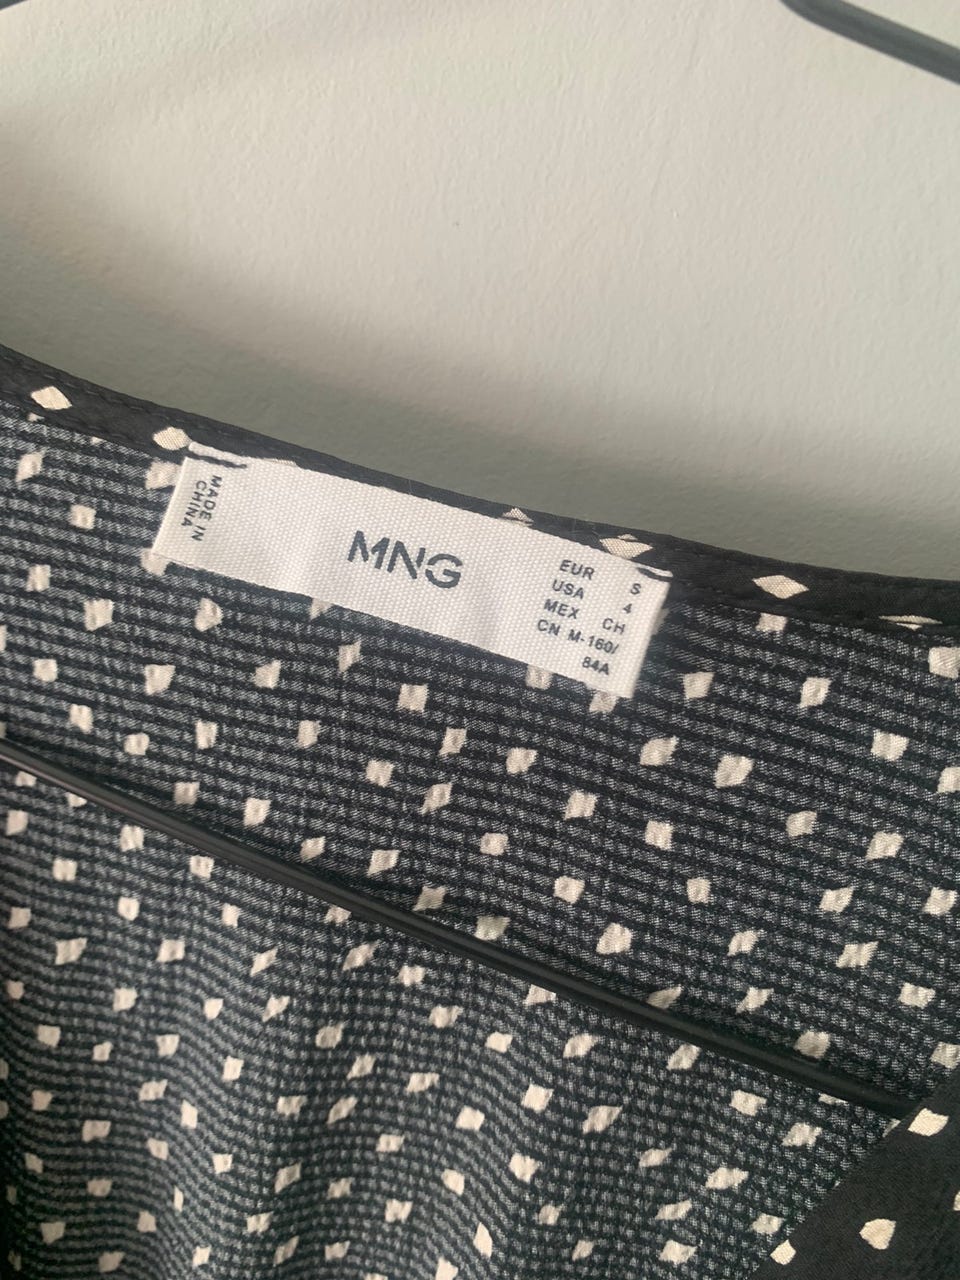 MADE IN
CHINA
MNG
EUR S
USA 4
MEX CH
CN M-160/
84A